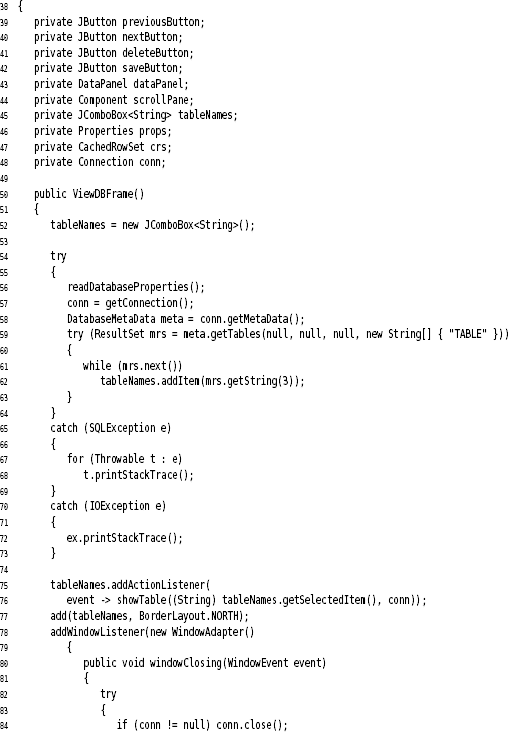 38 {
39    private JButton previousButton;
40    private JButton nextButton;
41    private JButton deleteButton;
42    private JButton saveButton;
43    private DataPanel dataPanel;
44    private Component scrollPane;
45    private JComboBox<String> tableNames;
46    private Properties props;
47    private CachedRowSet crs;
48    private Connection conn;
49
50    public ViewDBFrame()
51    {
52       tableNames = new JComboBox<String>();
53
54       try
55       {
56          readDatabaseProperties();
57          conn = getConnection();
58          DatabaseMetaData meta = conn.getMetaData();
59          try (ResultSet mrs = meta.getTables(null, null, null, new String[] { "TABLE" }))
60          {
61             while (mrs.next())
62                tableNames.addItem(mrs.getString(3));
63          }
64       }
65       catch (SQLException e)
66       {
67          for (Throwable t : e)
68             t.printStackTrace();
69       }
70       catch (IOException e)
71       {
72          ex.printStackTrace();
73       }
74
75       tableNames.addActionListener(
76          event -> showTable((String) tableNames.getSelectedItem(), conn));
77       add(tableNames, BorderLayout.NORTH);
78       addWindowListener(new WindowAdapter()
79          {
80             public void windowClosing(WindowEvent event)
81             {
82                try
83                {
84                   if (conn != null) conn.close();